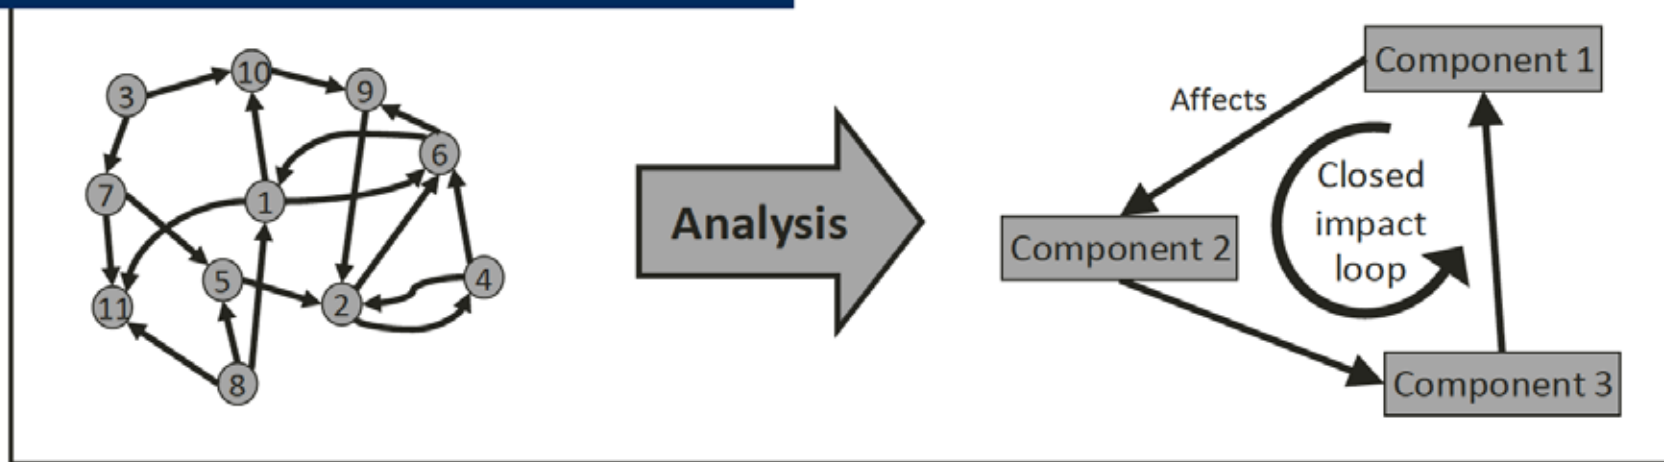 10
3
9
6
7
1
5
4
11
2
8
Analysis
Component 1
Affects
Closed
impact
loop
Component 2
Component 3